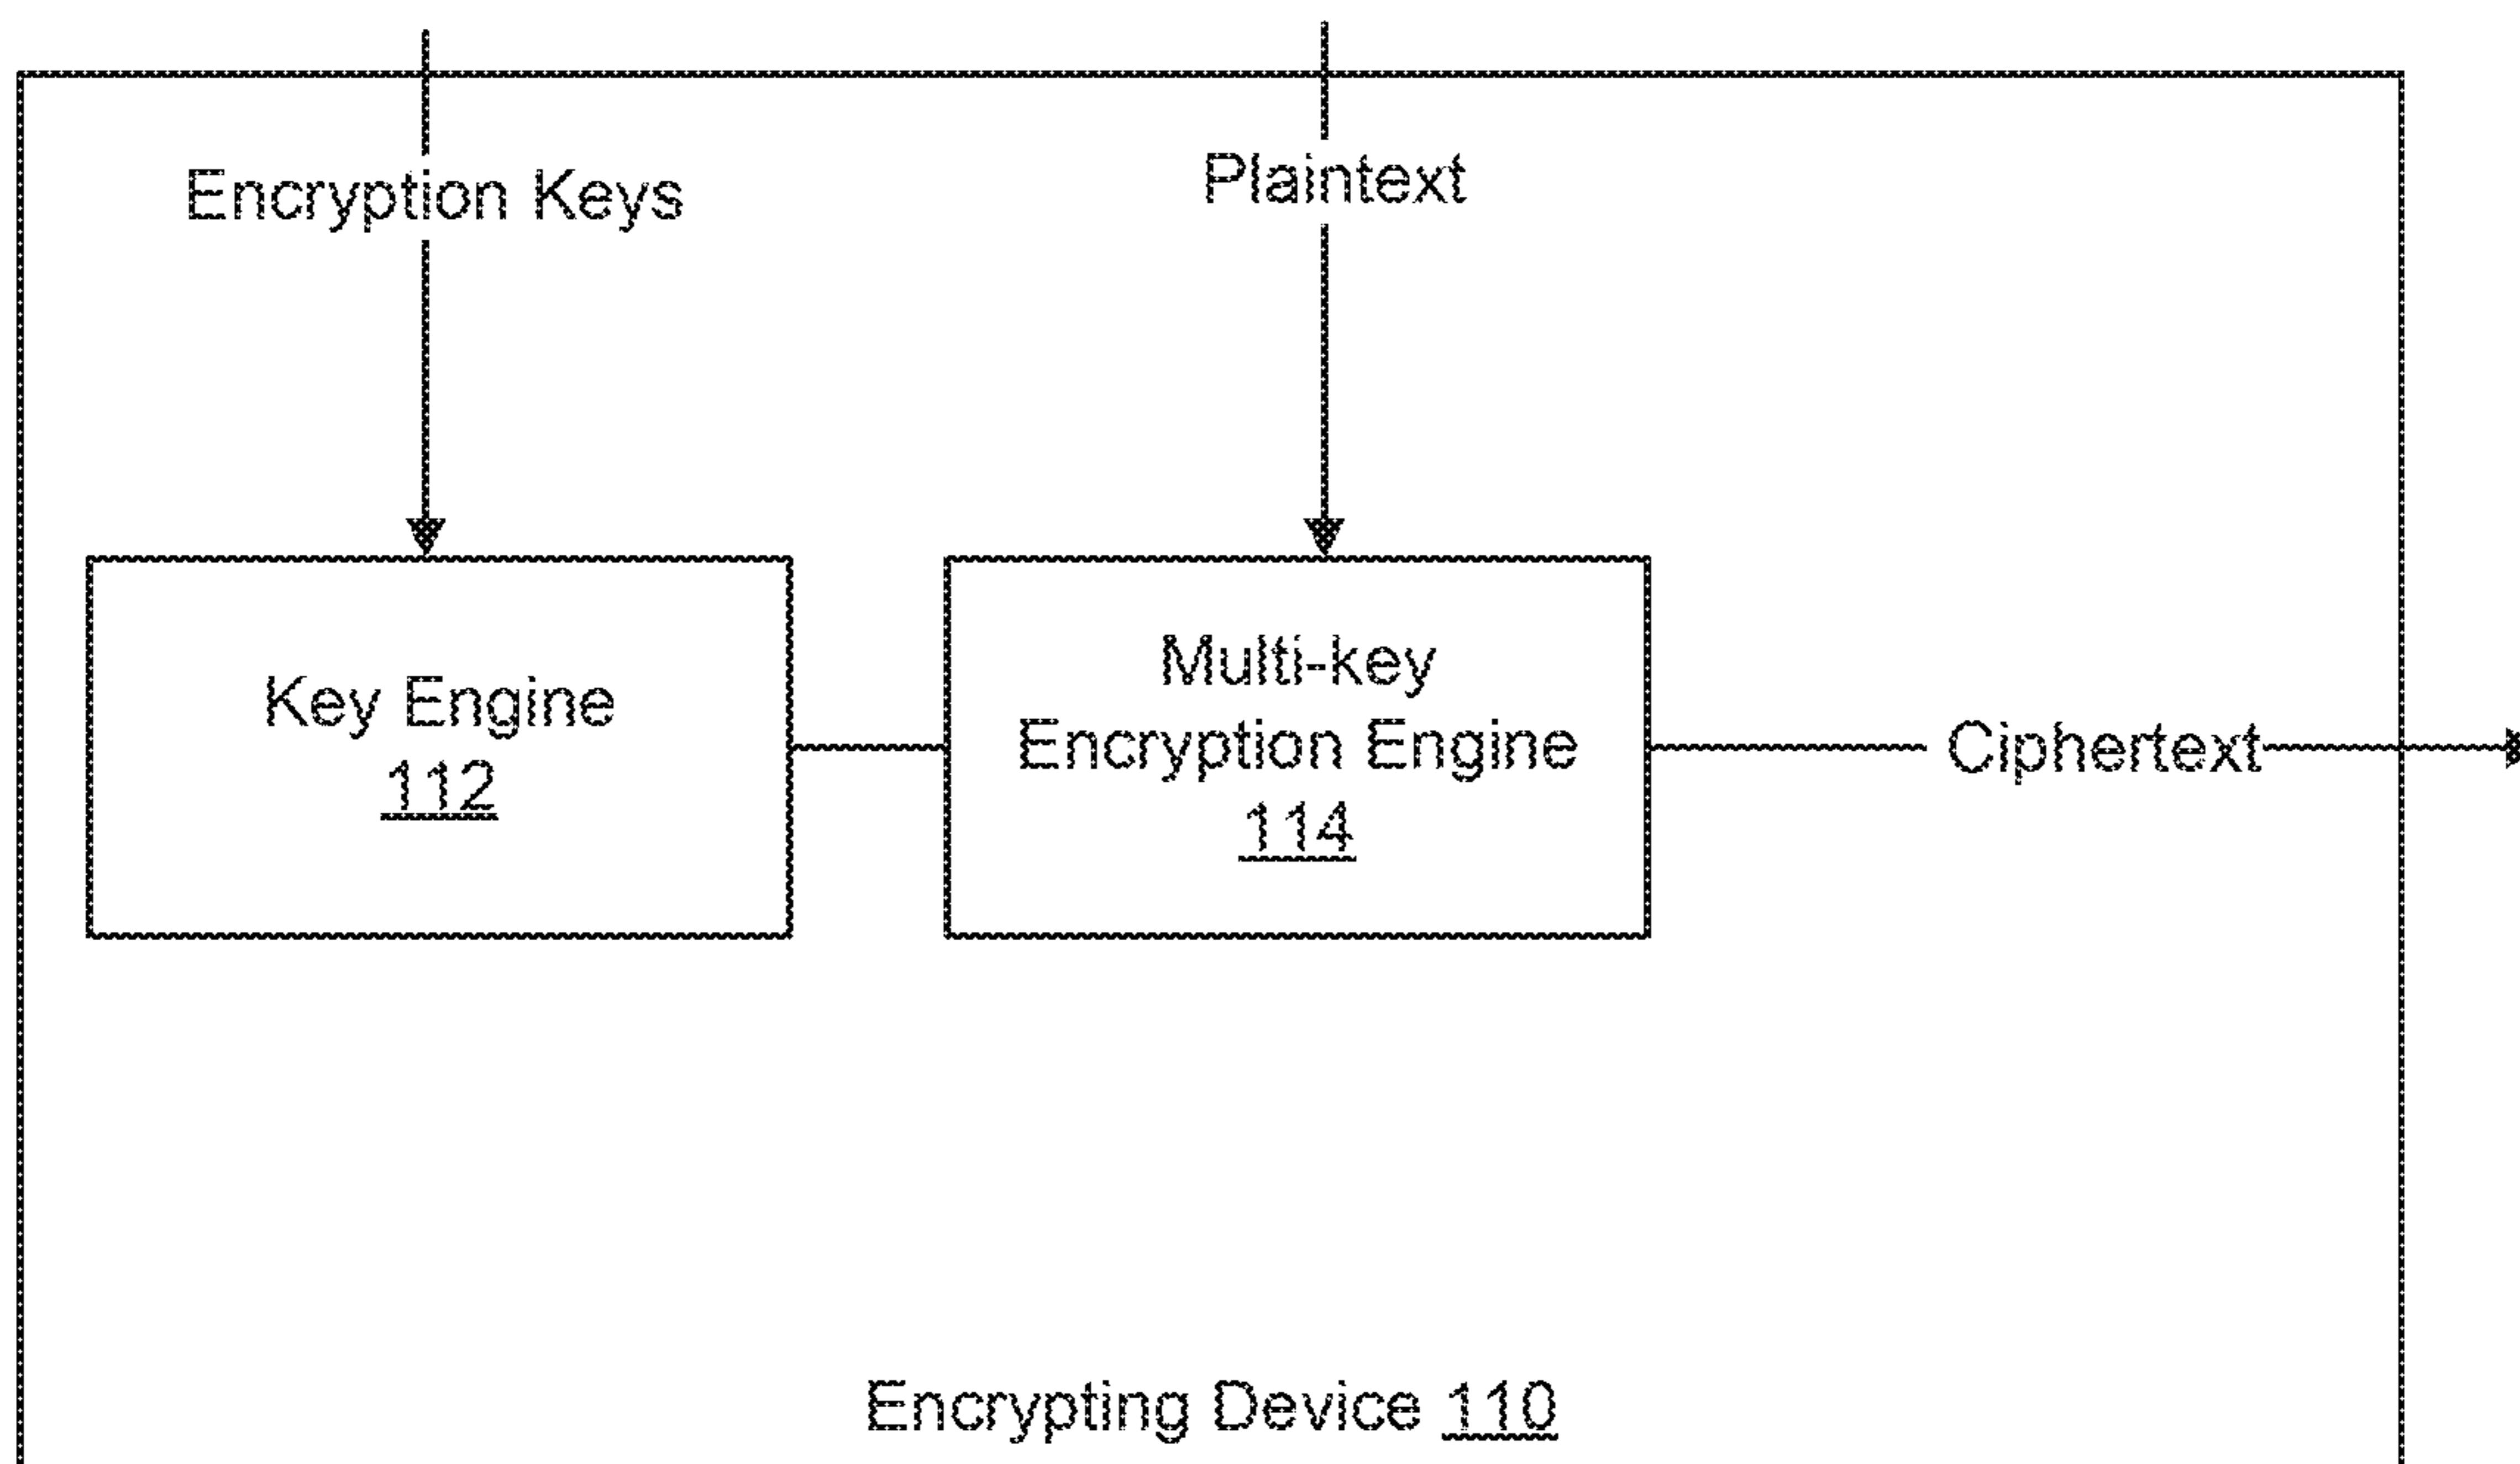 Encryption Keys
Plaintext
Key Engine
112
Multi-key
Encryption Engine
114
Ciphertext
Encrypting Device 110